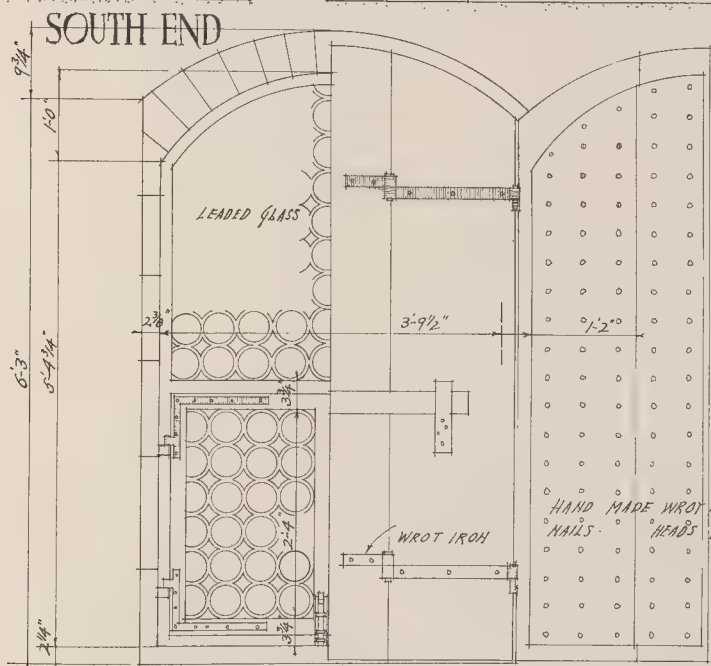 SOUTH END
9¾"
1'-0"
LEADED GLASS
2⅜"
3'-9½"
1'-2"
6'-3"
5'-4¾"
3¾"
2'-4"
HAND MADE WROT
NAILS. HEADS
WROT IRON
3¾"
2¼"